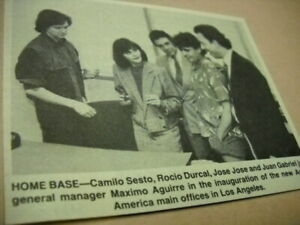 HOME BASE—Camilo Sesto, Rocio Durcal, Jose Jose and Juan Gabriel j
general manager Maximo Aguirre in the inauguration of the new A
America main offices in Los Angeles.